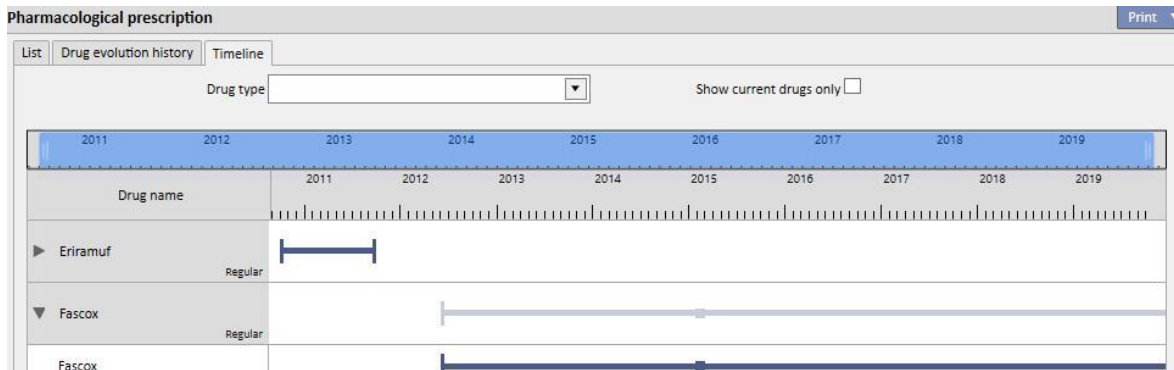 Pharmacological prescription
Print
List Drug evolution history Timeline
Drug type
Show current drugs only
2011 2012 2013 2014 2015 2016 2017 2018 2019
Drug name
2011 2012 2013 2014 2015 2016 2017 2018 2019
Eriramuf
Regular
Fascox
Regular
Fascox